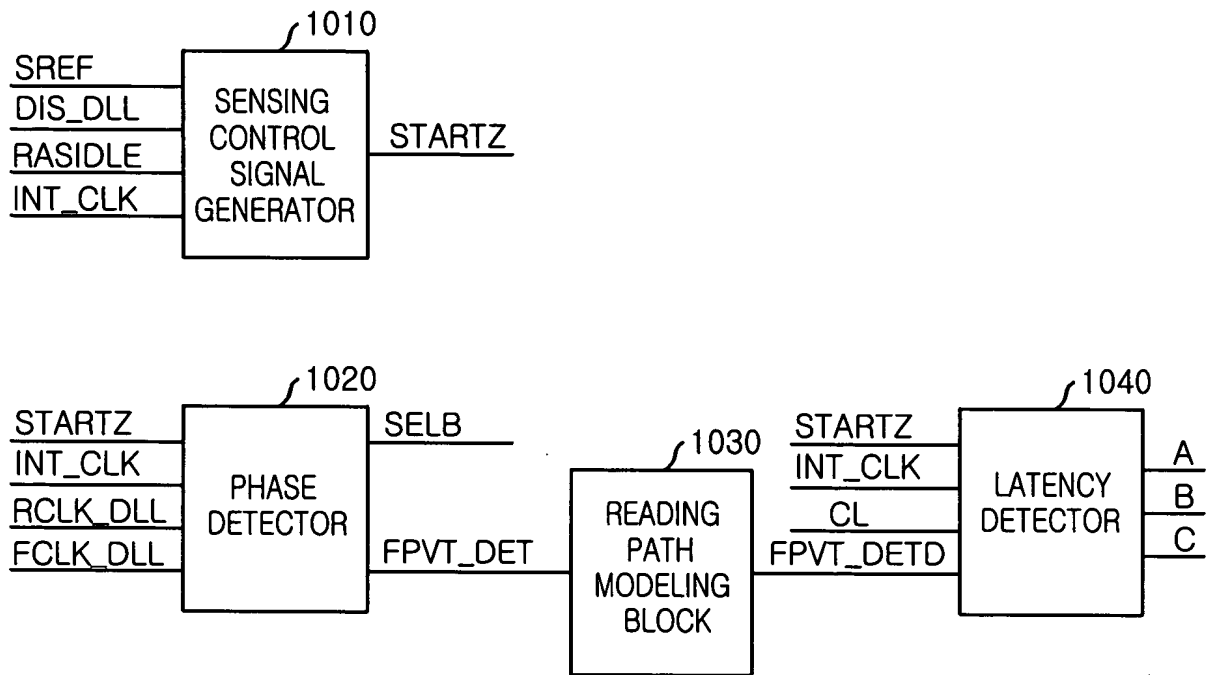 1010
SREF
DIS_DLL
RASIDLE
INT_CLK
SENSING
CONTROL
SIGNAL
GENERATOR
STARTZ
1020
STARTZ
INT_CLK
RCLK_DLL
FCLK_DLL
PHASE
DETECTOR
SELB
FPVT_DET
1030
READING
PATH
MODELING
BLOCK
1040
STARTZ
INT_CLK
CL
FPVT_DETD
LATENCY
DETECTOR
A
B
C